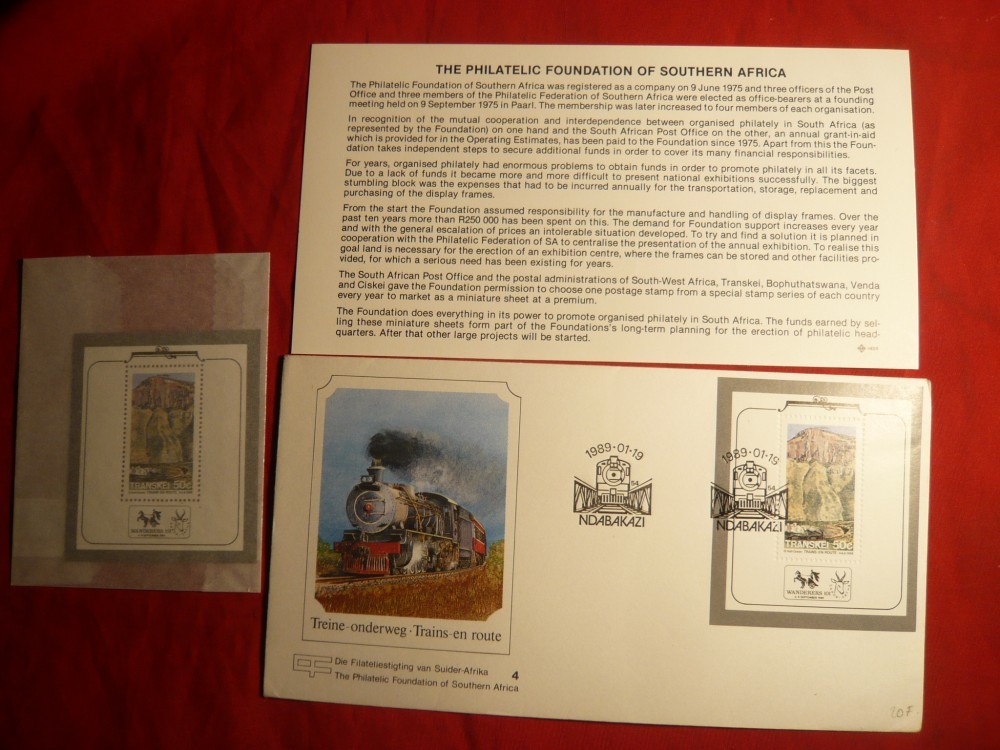 THE PHILATELIC FOUNDATION OF SOUTHERN AFRICA
The Philatelic Foundation of Southern Africa was registered as a company on 9 June 1975 and three officers of the Post
Office and three members of the Philatelic Federation of Southern Africa were elected as office-bearers at a founding
meeting held on 9 September 1975 in Paarl. The membership was later increased to four members of each organisation.
In recognition of the mutual cooperation and interdependence between organised philately in South Africa (as
represented by the Foundation) on one hand and the South African Post Office on the other, an annual grant-in-aid
which is provided for in the Operating Estimates, has been paid to the Foundation since 1975. Apart from this the Foun-
dation takes independent steps to secure additional funds in order to cover its many financial responsibilities.
For years, organised philately had enormous problems to obtain funds in order to promote philately in all its facets.
Due to a lack of funds it became more and more difficult to present national exhibitions successfully. The biggest
stumbling block was the expenses that had to be incurred annually for the transportation, storage, replacement and
purchasing of the display frames.
From the start the Foundation assumed responsibility for the manufacture and handling of display frames. Over the
past ten years more than R250 000 has been spent on this. The demand for Foundation support increases every year
and with the general escalation of prices an intolerable situation developed. To try and find a solution it is planned in
cooperation with the Philatelic Federation of SA to centralise the presentation of the annual exhibition. To realise this
goal land is necessary for the erection of an exhibition centre, where the frames can be stored and other facilities pro-
vided, for which a serious need has been existing for years.
The South African Post Office and the postal administrations of South-West Africa, Transkei, Bophuthatswana, Venda
and Ciskei gave the Foundation permission to choose one postage stamp from a special stamp series of each country
every year to market as a miniature sheet at a premium.
The Foundation does everything in its power to promote organised philately in South Africa. The funds earned by sel-
ling these miniature sheets form part of the Foundations's long-term planning for the erection of philatelic head-
quarters. After that other large projects will be started.
TRANSKEI 50c
WANDERERS 101
Treine-onderweg · Trains-en route
Die Filateliestigting van Suider-Afrika
The Philatelic Foundation of Southern Africa
4
1989·01·19
54
NDABAKAZI
1989·01·19
54
NDABAKAZI
TRANSKEI 50c
TRAINS EN ROUTE
WANDERERS 101
20F